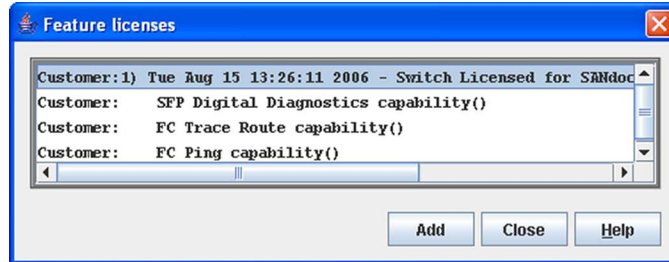 Feature licenses
Customer:1) Tue Aug 15 13:26:11 2006 - Switch Licensed for SANdoc
Customer: SFP Digital Diagnostics capability()
Customer: FC Trace Route capability()
Customer: FC Ping capability()
Add Close Help